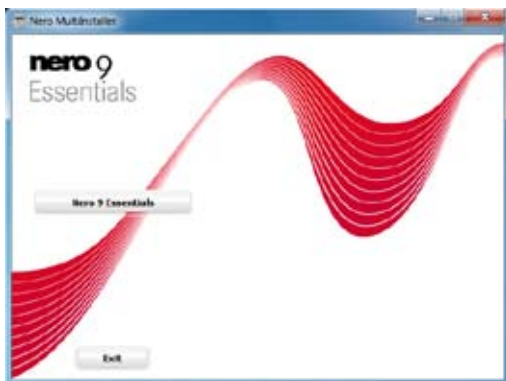 Nero MultiInstaller
nero 9
Essentials
Nero 9 Essentials
Exit